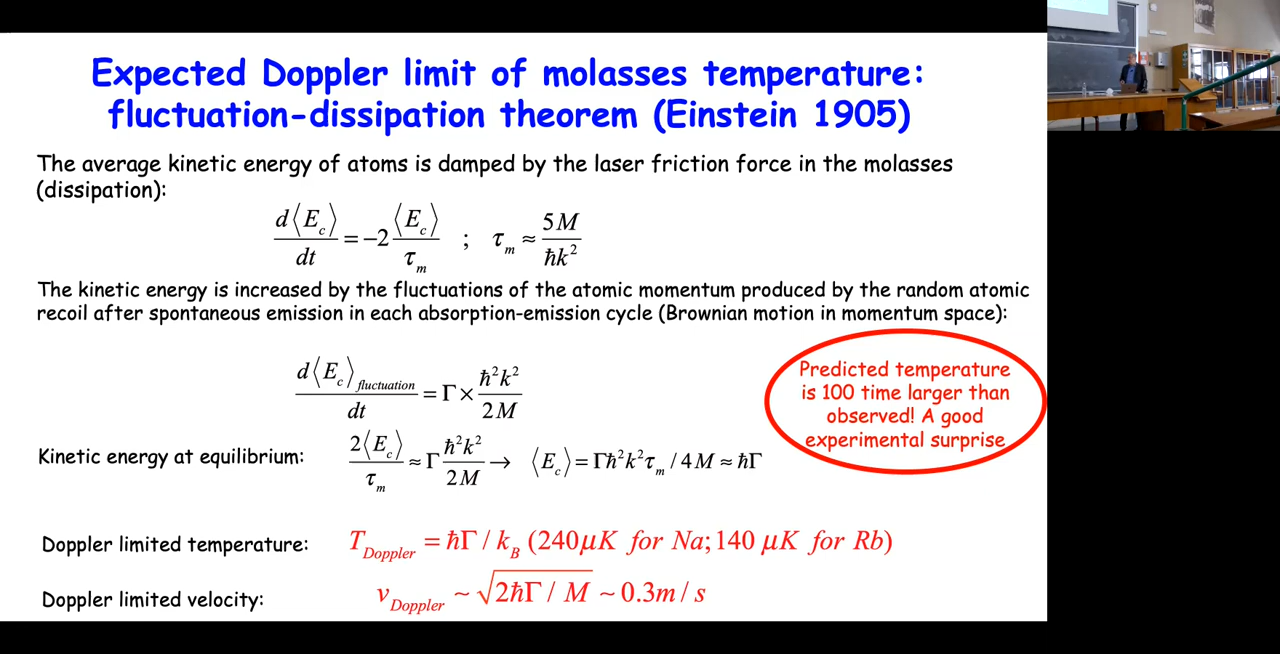 Expected Doppler limit of molasses temperature:
fluctuation-dissipation theorem (Einstein 1905)
The average kinetic energy of atoms is damped by the laser friction force in the molasses
(dissipation):
d⟨E_c⟩/dt = −2 ⟨E_c⟩/τ_m ; τ_m ≈ 5M/ħk²
The kinetic energy is increased by the fluctuations of the atomic momentum produced by the random atomic
recoil after spontaneous emission in each absorption-emission cycle (Brownian motion in momentum space):
d⟨E_c⟩_fluctuation/dt = Γ × ħ²k²/2M
Predicted temperature
is 100 time larger than
observed! A good
experimental surprise
Kinetic energy at equilibrium: 2⟨E_c⟩/τ_m ≈ Γ ħ²k²/2M → ⟨E_c⟩ = Γħ²k²τ_m / 4M ≈ ħΓ
Doppler limited temperature: T_Doppler = ħΓ / k_B (240μK for Na; 140 μK for Rb)
Doppler limited velocity: v_Doppler ~ √(2ħΓ / M) ~ 0.3m / s